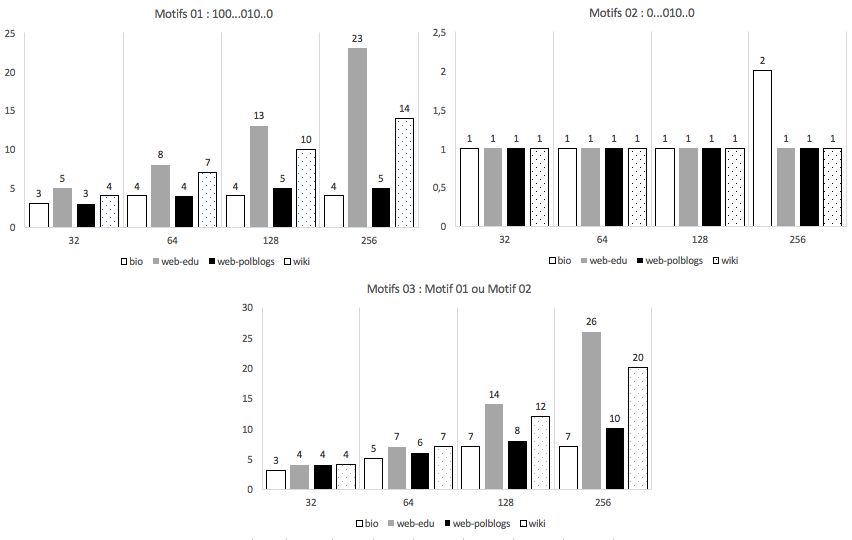 Motifs 01 : 100...010..0
25
20
15
10
5
0
3 5 3 4
4 8 4 7
4 13 5 10
4 23 5 14
32 64 128 256
bio web-edu web-polblogs wiki
Motifs 02 : 0...010..0
2,5
2
1,5
1
0,5
0
1 1 1 1
1 1 1 1
1 1 1 1
2 1 1 1
32 64 128 256
bio web-edu web-polblogs wiki
Motifs 03 : Motif 01 ou Motif 02
30
25
20
15
10
5
0
3 4 4 4
5 7 6 7
7 14 8 12
7 26 10 20
32 64 128 256
bio web-edu web-polblogs wiki